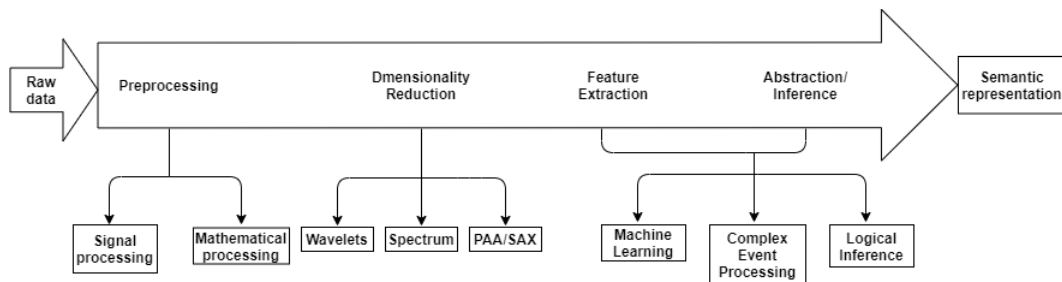 Raw
data
Preprocessing
Dmensionality
Reduction
Feature
Extraction
Abstraction/
Inference
Semantic
representation
Signal
processing
Mathematical
processing
Wavelets
Spectrum
PAA/SAX
Machine
Learning
Complex
Event
Processing
Logical
Inference